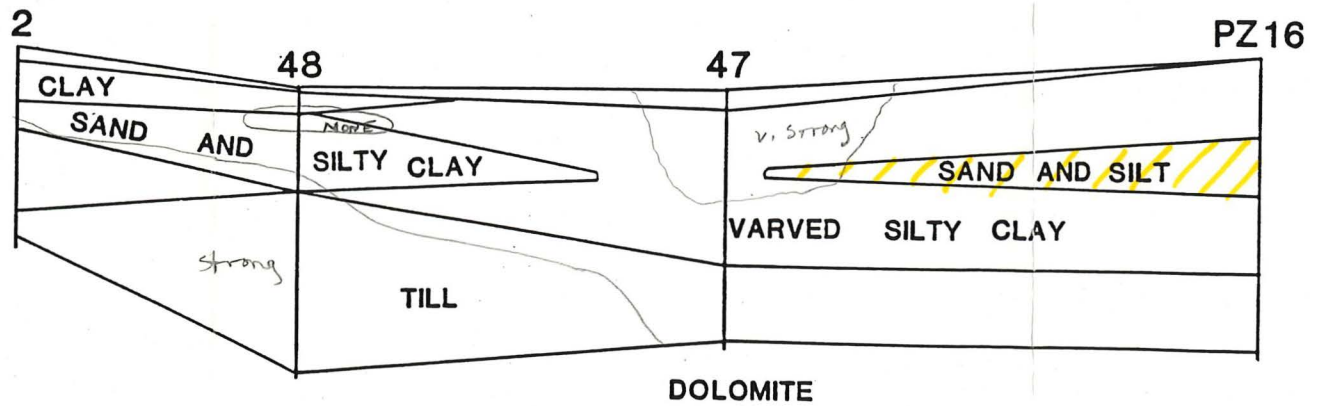 2
48
47
PZ16
CLAY
SAND AND
NONE
SILTY CLAY
V. Strong
SAND AND SILT
VARVED SILTY CLAY
strong
TILL
DOLOMITE